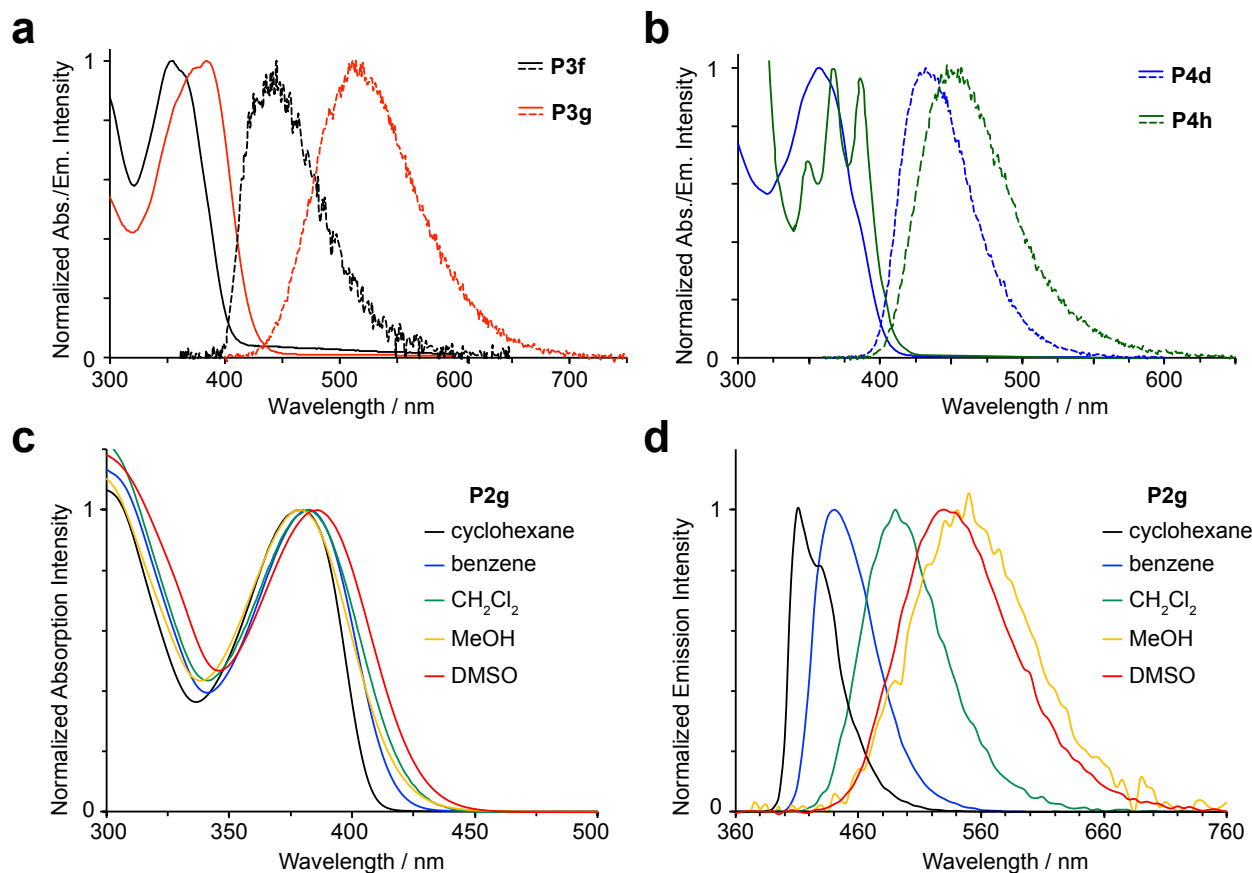 a
1
P3f
P3g
Normalized Abs./Em. Intensity
0
300 400 500 600 700
Wavelength / nm
b
1
P4d
P4h
Normalized Abs./Em. Intensity
0
300 400 500 600
Wavelength / nm
c
P2g
1
cyclohexane
benzene
CH₂Cl₂
MeOH
DMSO
Normalized Absorption Intensity
0
300 350 400 450 500
Wavelength / nm
d
P2g
1
cyclohexane
benzene
CH₂Cl₂
MeOH
DMSO
Normalized Emission Intensity
0
360 460 560 660 760
Wavelength / nm